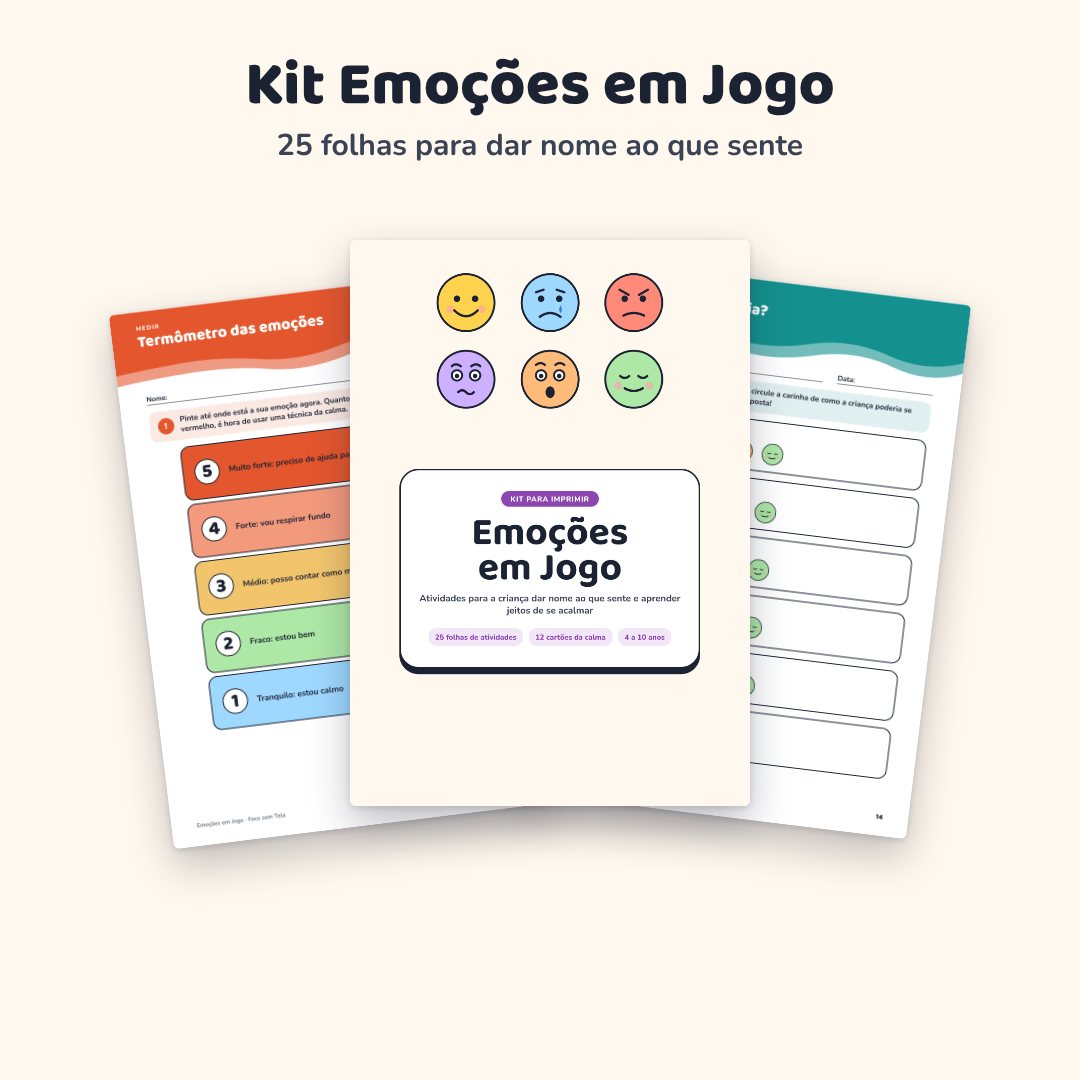 Kit Emoções em Jogo
25 folhas para dar nome ao que sente
MEDIR
Termômetro das emoções
Nome:
!
Pinte até onde está a sua emoção agora. Quanto
vermelho, é hora de usar uma técnica da calma.
5
Muito forte: preciso de ajuda
4
Forte: vou respirar fundo
3
Médio: posso contar como
2
Fraco: estou bem
1
Tranquilo: estou calmo
Emoções em Jogo · Foco sem Tela
KIT PARA IMPRIMIR
Emoções
em Jogo
Atividades para a criança dar nome ao que sente e aprender
jeitos de se acalmar
25 folhas de atividades
12 cartões da calma
4 a 10 anos
Data:
circule a carinha de como a criança poderia se
14